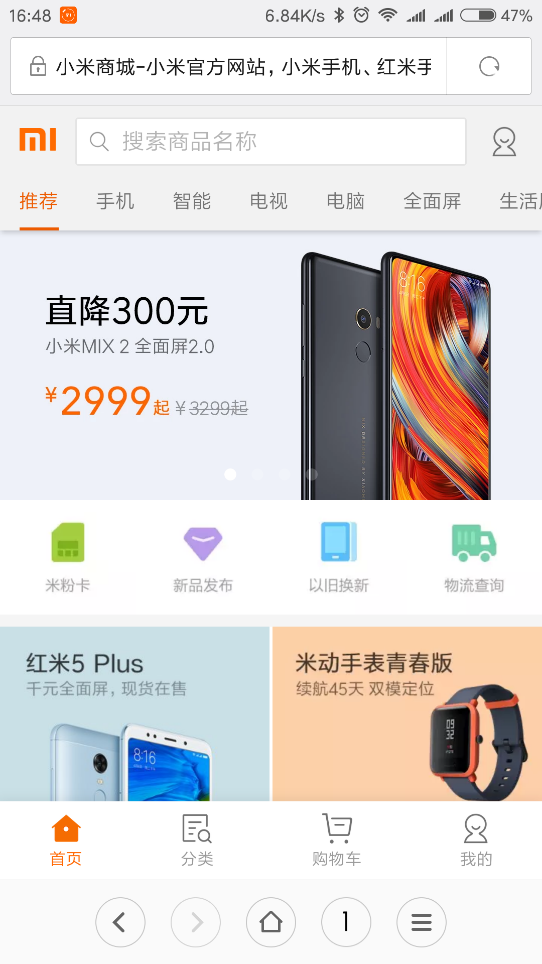 16:48 6.84K/s 47%
小米商城-小米官方网站，小米手机、红米手
搜索商品名称
推荐 手机 智能 电视 电脑 全面屏 生活
直降300元
小米MIX 2 全面屏2.0
¥2999起 ¥3299起
8:16
米粉卡 新品发布 以旧换新 物流查询
红米5 Plus 米动手表青春版
千元全面屏，现货在售 续航45天 双模定位
8:16
首页 分类 购物车 我的
1